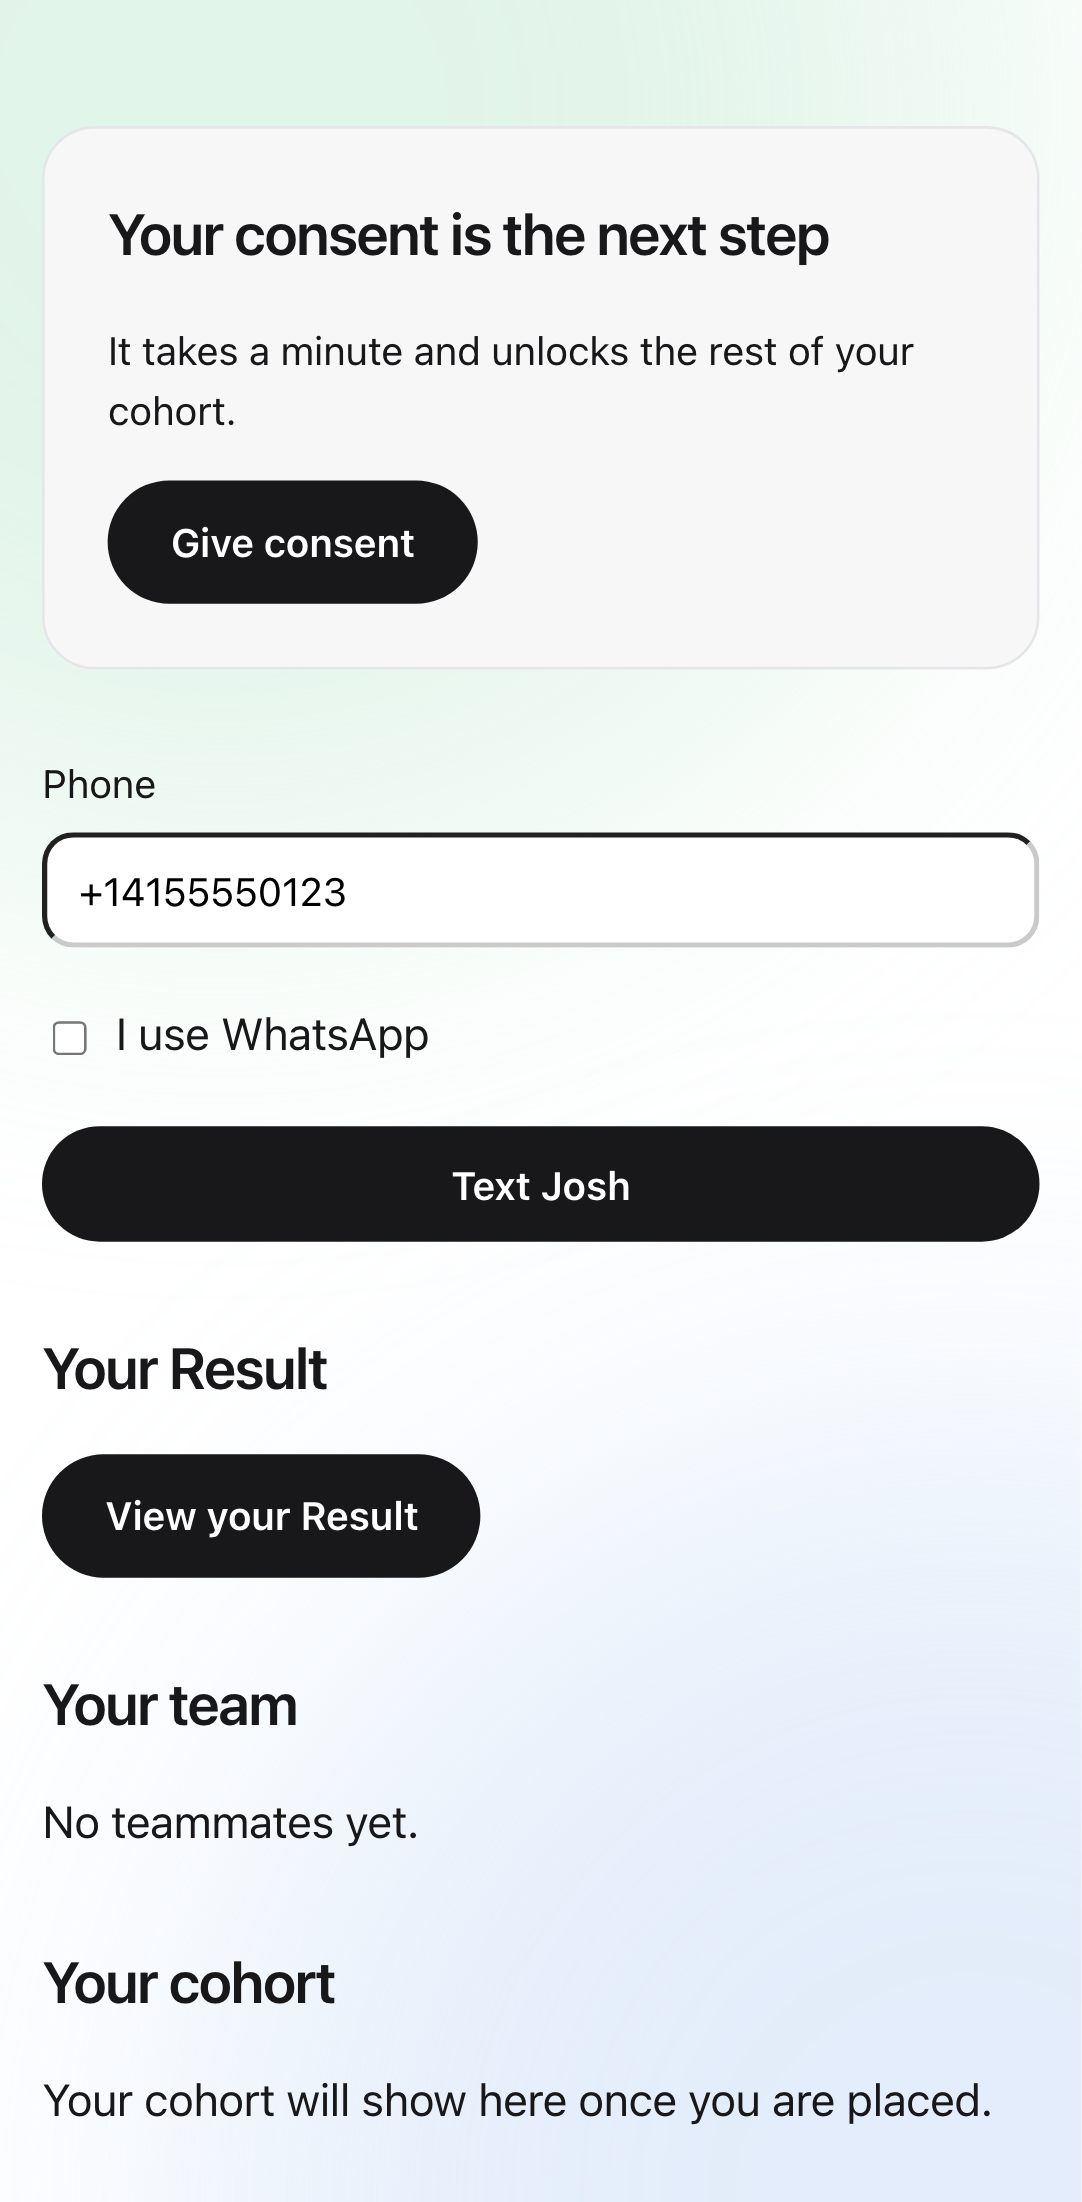 Your consent is the next step
It takes a minute and unlocks the rest of your
cohort.
Give consent
Phone
+14155550123
I use WhatsApp
Text Josh
Your Result
View your Result
Your team
No teammates yet.
Your cohort
Your cohort will show here once you are placed.